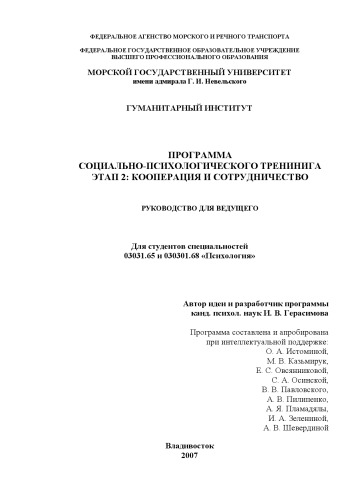 ФЕДЕРАЛЬНОЕ АГЕНСТВО МОРСКОГО И РЕЧНОГО ТРАНСПОРТА
ФЕДЕРАЛЬНОЕ ГОСУДАРСТВЕННОЕ ОБРАЗОВАТЕЛЬНОЕ УЧРЕЖДЕНИЕ
ВЫСШЕГО ПРОФЕССИОНАЛЬНОГО ОБРАЗОВАНИЯ
МОРСКОЙ ГОСУДАРСТВЕННЫЙ УНИВЕРСИТЕТ
имени адмирала Г. И. Невельского
ГУМАНИТАРНЫЙ ИНСТИТУТ
ПРОГРАММА
СОЦИАЛЬНО-ПСИХОЛОГИЧЕСКОГО ТРЕНИНГА
ЭТАП 2: КООПЕРАЦИЯ И СОТРУДНИЧЕСТВО
РУКОВОДСТВО ДЛЯ ВЕДУЩЕГО
Для студентов специальностей
03031.65 и 030301.68 «Психология»
Автор идеи и разработчик программы
канд. психол. наук И. В. Герасимова
Программа составлена и апробирована
при интеллектуальной поддержке:
О. А. Истоминой,
М. В. Казьмирук,
Е. С. Овсянниковой,
С. А. Осинской,
В. В. Павловского,
А. В. Пилипенко,
А. Я. Пламадялы,
И. А. Зелениной,
А. В. Шевердиной
Владивосток
2007